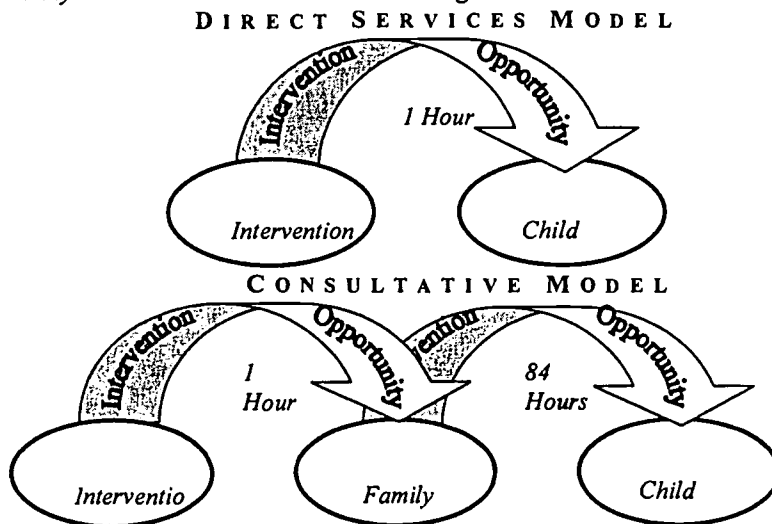 DIRECT SERVICES MODEL
Intervention
Opportunity
1 Hour
Intervention
Child
CONSULTATIVE MODEL
Intervention
Opportunity
ention
Opportunity
1
Hour
84
Hours
Interventio
Family
Child